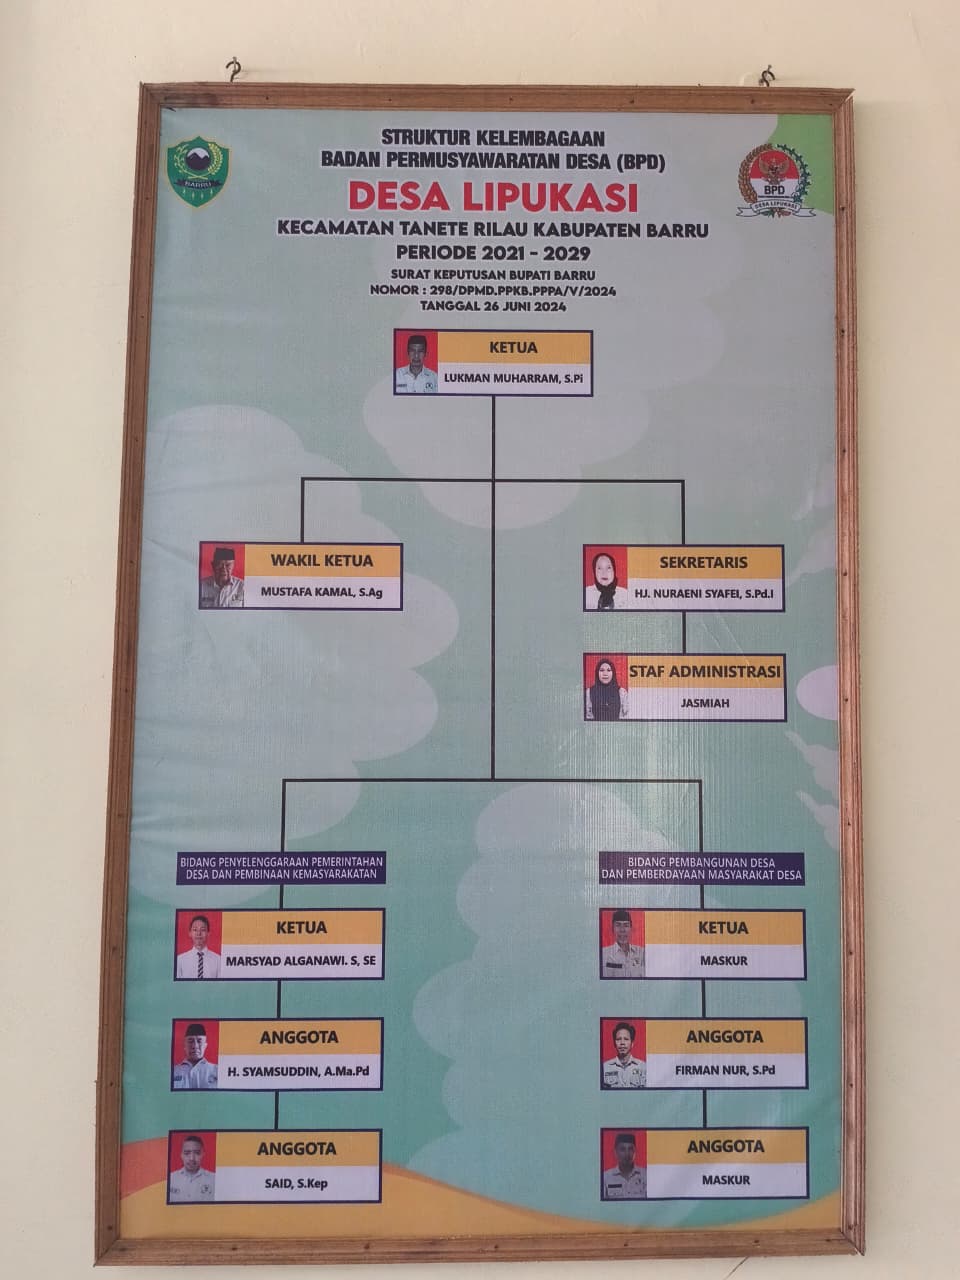 STRUKTUR KELEMBAGAAN
BADAN PERMUSYAWARATAN DESA (BPD)
DESA LIPUKASI
KECAMATAN TANETE RILAU KABUPATEN BARRU
PERIODE 2021 - 2029
SURAT KEPUTUSAN BUPATI BARRU
NOMOR : 298/DPMD.PPKB.PPPA/V/2024
TANGGAL 26 JUNI 2024
BARRU
BPD
DESA LIPUKASI
KETUA
LUKMAN MUHARRAM, S.Pi
WAKIL KETUA
MUSTAFA KAMAL, S.Ag
SEKRETARIS
HJ. NURAENI SYAFEI, S.Pd.I
STAF ADMINISTRASI
JASMIAH
BIDANG PENYELENGGARAAN PEMERINTAHAN
DESA DAN PEMBINAAN KEMASYARAKATAN
KETUA
MARSYAD ALGANAWI. S, SE
ANGGOTA
H. SYAMSUDDIN, A.Ma.Pd
ANGGOTA
SAID, S.Kep
BIDANG PEMBANGUNAN DESA
DAN PEMBERDAYAAN MASYARAKAT DESA
KETUA
MASKUR
ANGGOTA
FIRMAN NUR, S.Pd
ANGGOTA
MASKUR